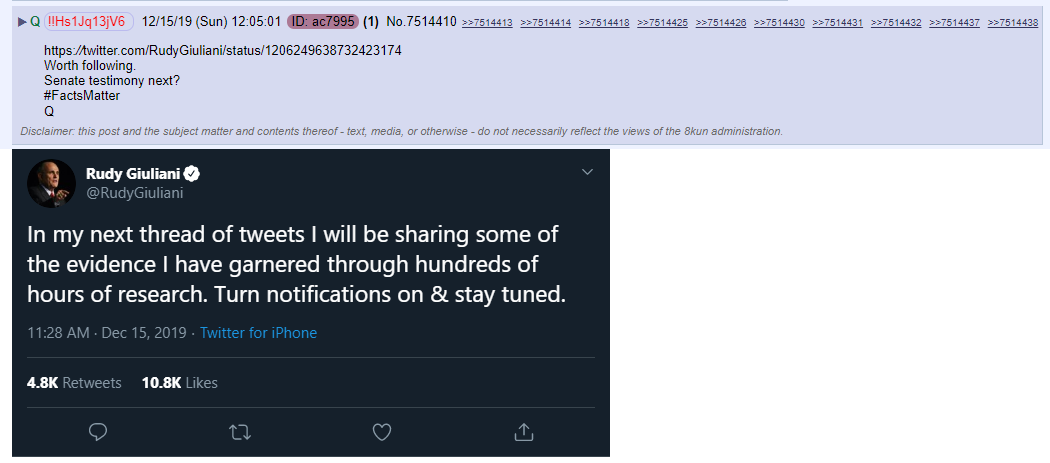 ▶ Q !!Hs1Jq13jV6 12/15/19 (Sun) 12:05:01 ID: ac7995 (1) No.7514410 >>7514413 >>7514414 >>7514418 >>7514425 >>7514426 >>7514430 >>7514431 >>7514432 >>7514437 >>7514438
https://twitter.com/RudyGiuliani/status/1206249638732423174
Worth following.
Senate testimony next?
#FactsMatter
Q
Disclaimer: this post and the subject matter and contents thereof - text, media, or otherwise - do not necessarily reflect the views of the 8kun administration.
Rudy Giuliani
@RudyGiuliani
In my next thread of tweets I will be sharing some of
the evidence I have garnered through hundreds of
hours of research. Turn notifications on & stay tuned.
11:28 AM · Dec 15, 2019 · Twitter for iPhone
4.8K Retweets 10.8K Likes